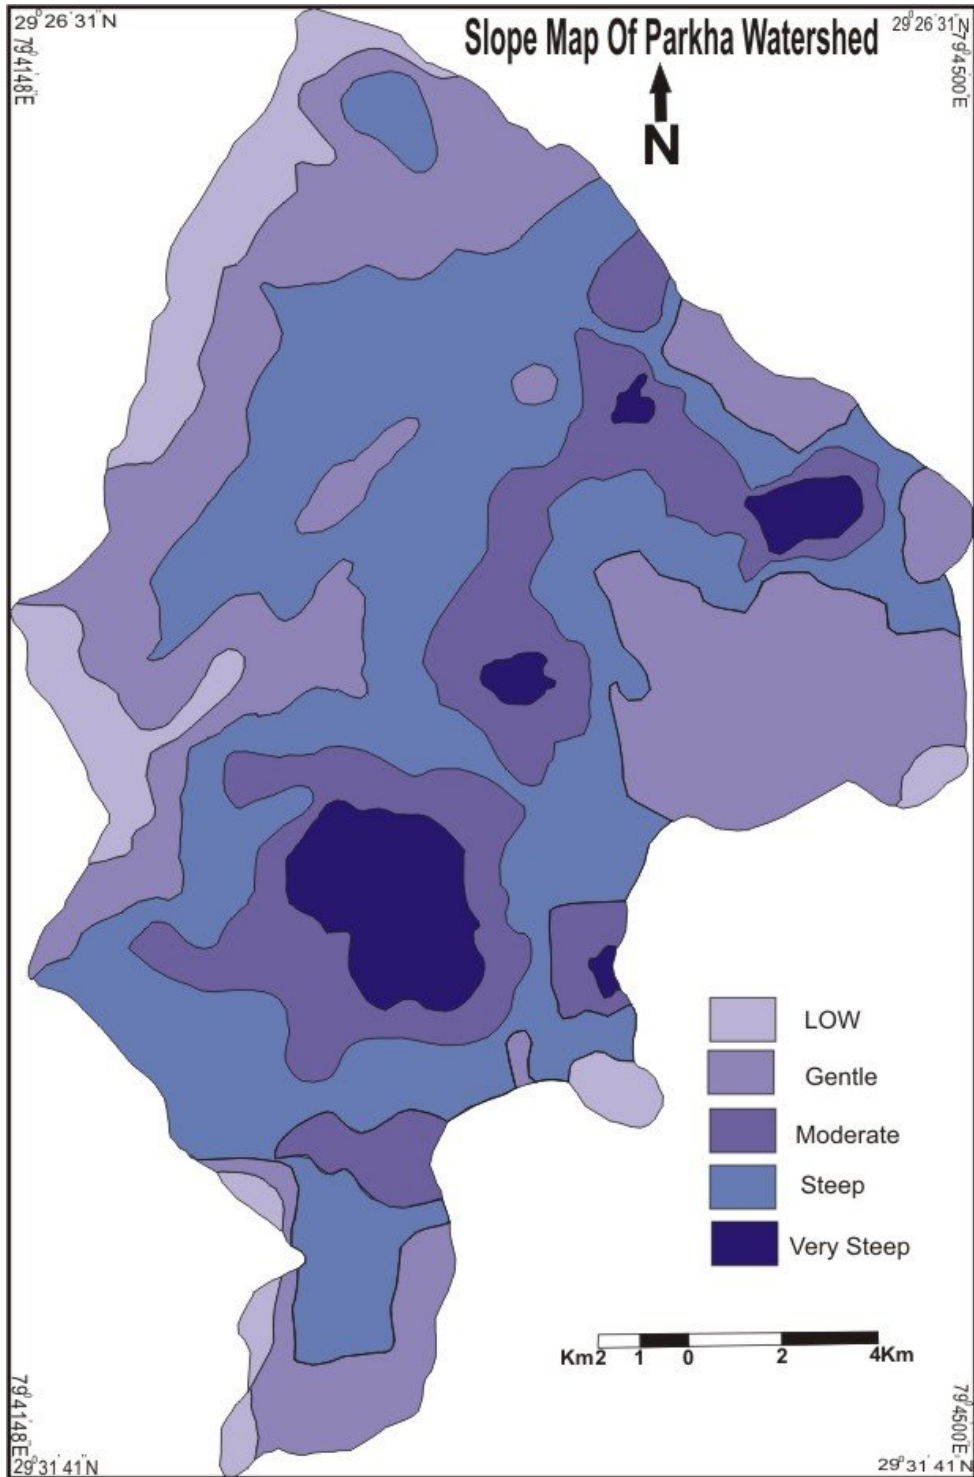 29° 26' 31"N
29° 26' 31"N
79° 41' 48"E
79° 45' 00"E
Slope Map Of Parkha Watershed
N
LOW
Gentle
Moderate
Steep
Very Steep
Km2 1 0 2 4Km
79° 41' 48"E
79° 45' 00"E
29° 31' 41"N
29° 31' 41"N